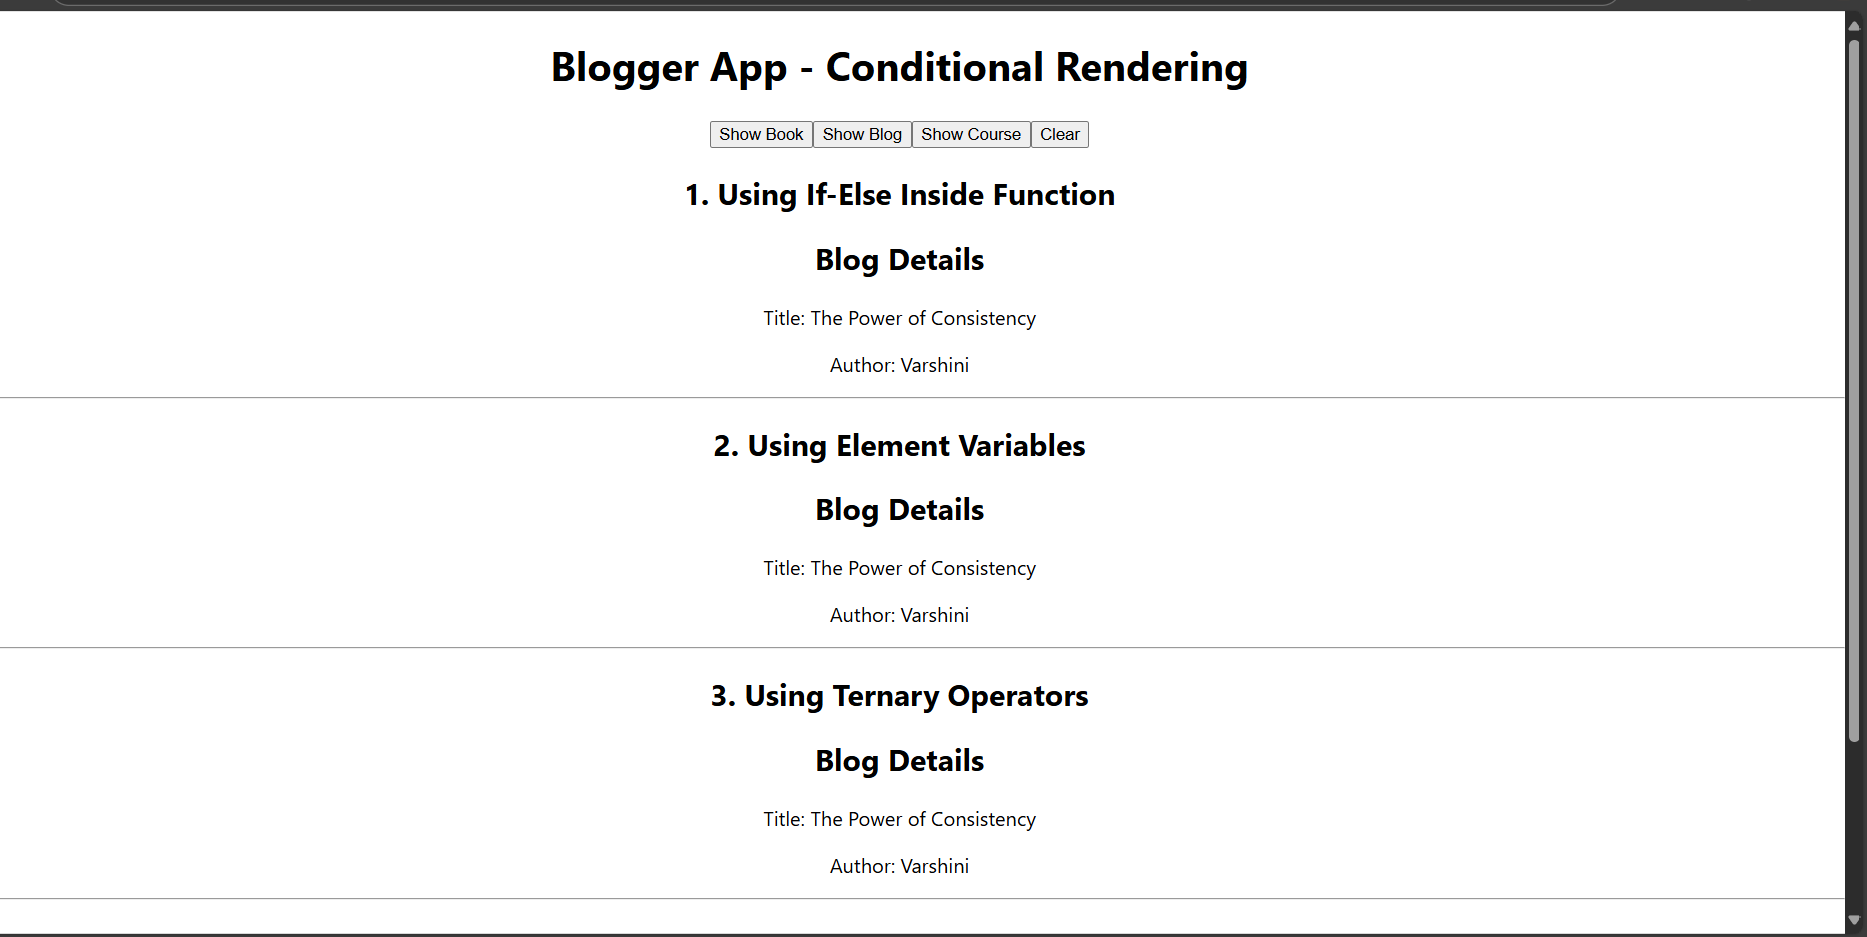 Blogger App - Conditional Rendering
Show Book Show Blog Show Course Clear
1. Using If-Else Inside Function
Blog Details
Title: The Power of Consistency
Author: Varshini
2. Using Element Variables
Blog Details
Title: The Power of Consistency
Author: Varshini
3. Using Ternary Operators
Blog Details
Title: The Power of Consistency
Author: Varshini